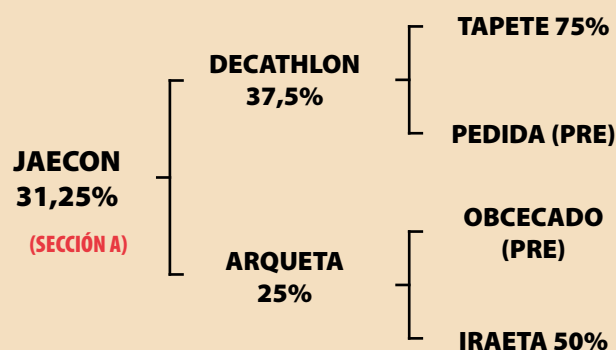 JAECON
31,25%
(SECCIÓN A)
DECATHLON
37,5%
ARQUETA
25%
TAPETE 75%
PEDIDA (PRE)
OBCECADO
(PRE)
IRAETA 50%